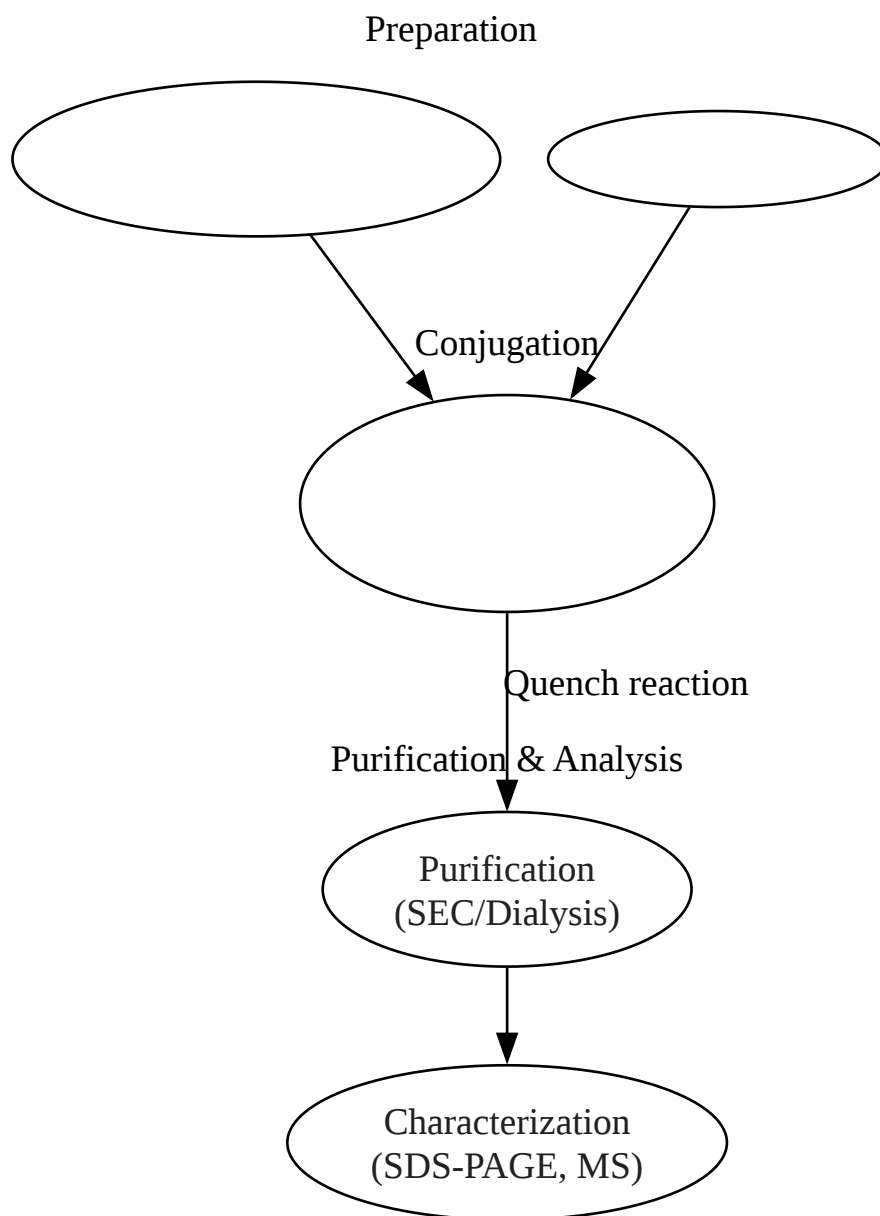 Preparation
Conjugation
Quench reaction
Purification & Analysis
Purification
(SEC/Dialysis)
Characterization
(SDS-PAGE, MS)